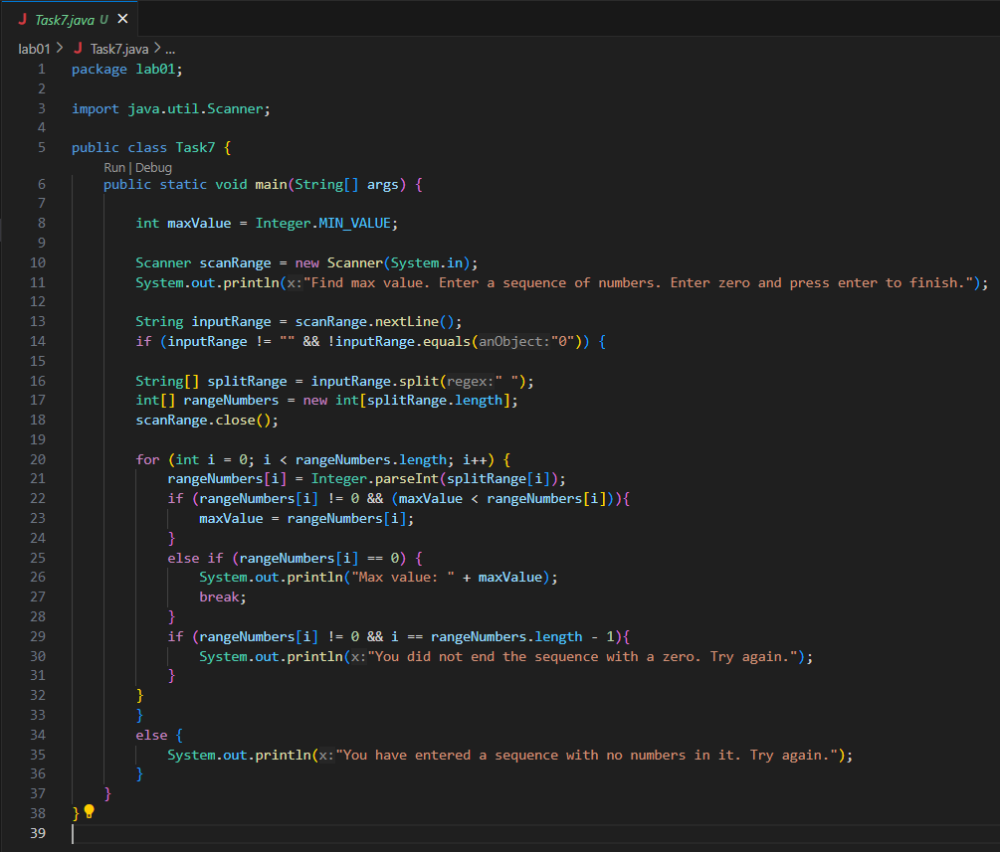 J Task7.java U ×
lab01 > J Task7.java > ...
1 package lab01;
2
3 import java.util.Scanner;
4
5 public class Task7 {
Run | Debug
6 public static void main(String[] args) {
7
8 int maxValue = Integer.MIN_VALUE;
9
10 Scanner scanRange = new Scanner(System.in);
11 System.out.println(x:"Find max value. Enter a sequence of numbers. Enter zero and press enter to finish.");
12
13 String inputRange = scanRange.nextLine();
14 if (inputRange != "" && !inputRange.equals(anObject:"0")) {
15
16 String[] splitRange = inputRange.split(regex:" ");
17 int[] rangeNumbers = new int[splitRange.length];
18 scanRange.close();
19
20 for (int i = 0; i < rangeNumbers.length; i++) {
21 rangeNumbers[i] = Integer.parseInt(splitRange[i]);
22 if (rangeNumbers[i] != 0 && (maxValue < rangeNumbers[i])){
23 maxValue = rangeNumbers[i];
24 }
25 else if (rangeNumbers[i] == 0) {
26 System.out.println("Max value: " + maxValue);
27 break;
28 }
29 if (rangeNumbers[i] != 0 && i == rangeNumbers.length - 1){
30 System.out.println(x:"You did not end the sequence with a zero. Try again.");
31 }
32 }
33 }
34 else {
35 System.out.println(x:"You have entered a sequence with no numbers in it. Try again.");
36 }
37 }
38 }
39